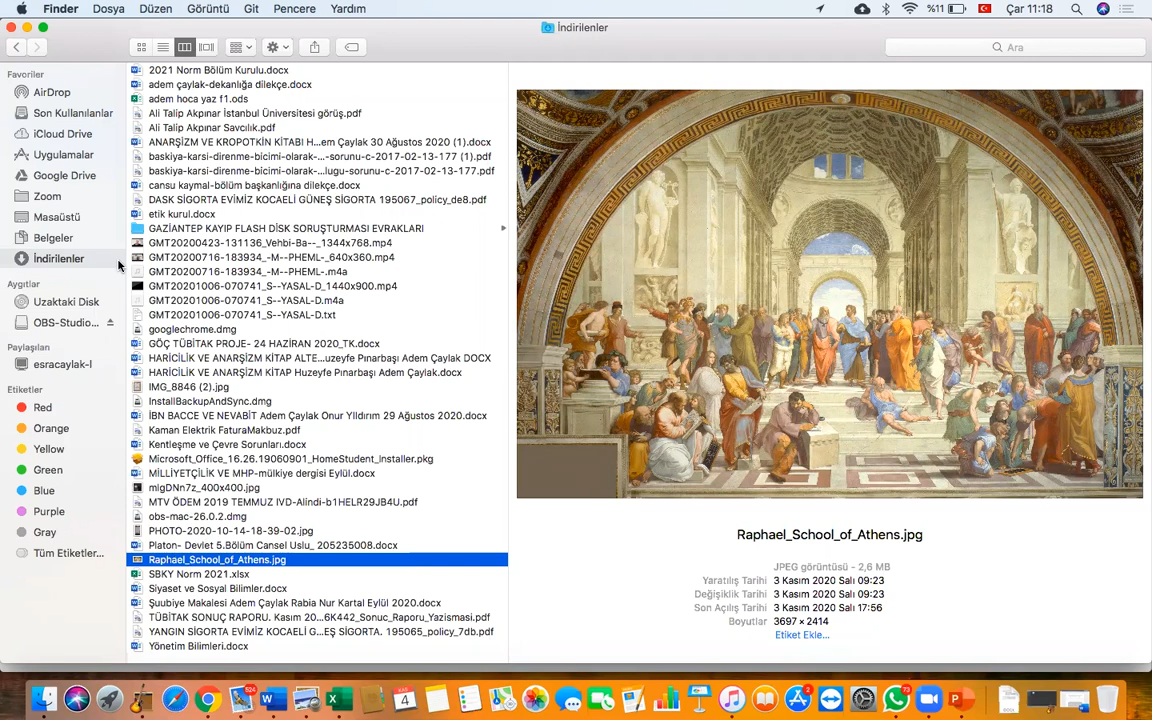 Finder Dosya Düzen Görüntü Git Pencere Yardım %11 Çar 11:18
İndirilenler
Ara
Favoriler
AirDrop
Son Kullanılanlar
iCloud Drive
Uygulamalar
Google Drive
Zoom
Masaüstü
Belgeler
İndirilenler
Aygıtlar
Uzaktaki Disk
OBS-Studio...
Paylaşılan
esracaylak-l
Etiketler
Red
Orange
Yellow
Green
Blue
Purple
Gray
Tüm Etiketler...
2021 Norm Bölüm Kurulu.docx
adem çaylak-dekanlığa dilekçe.docx
adem hoca yaz f1.ods
Ali Talip Akpınar İstanbul Üniversitesi görüş.pdf
Ali Talip Akpınar Savcılık.pdf
ANARŞİZM VE KROPOTKİN KİTABI H...em Çaylak 30 Ağustos 2020 (1).docx
baskiya-karsi-direnme-bicimi-olarak-...-sorunu-c-2017-02-13-177 (1).pdf
baskiya-karsi-direnme-bicimi-olarak-...lugu-sorunu-c-2017-02-13-177.pdf
cansu kaymal-bölüm başkanlığına dilekçe.docx
DASK SİGORTA EVİMİZ KOCAELİ GÜNEŞ SİGORTA 195067_policy_de8.pdf
etik kurul.docx
GAZİANTEP KAYIP FLASH DİSK SORUŞTURMASI EVRAKLARI
GMT20200423-131136_Vehbi-Ba--_1344x768.mp4
GMT20200716-183934_-M--PHEML-_640x360.mp4
GMT20200716-183934_-M--PHEML-.m4a
GMT20201006-070741_S--YASAL-D_1440x900.mp4
GMT20201006-070741_S--YASAL-D.m4a
GMT20201006-070741_S--YASAL-D.txt
googlechrome.dmg
GÖÇ TÜBİTAK PROJE- 24 HAZİRAN 2020_TK.docx
HARİCİLİK VE ANARŞİZM KİTAP ALTE...uzeyfe Pınarbaşı Adem Çaylak DOCX
HARİCİLİK VE ANARŞİZM KİTAP Huzeyfe Pınarbaşı Adem Çaylak.docx
IMG_8846 (2).jpg
InstallBackupAndSync.dmg
İBN BACCE VE NEVABİT Adem Çaylak Onur Yıldırım 29 Ağustos 2020.docx
Kaman Elektrik FaturaMakbuz.pdf
Kentleşme ve Çevre Sorunları.docx
Microsoft_Office_16.26.19060901_HomeStudent_Installer.pkg
MİLLİYETÇİLİK VE MHP-mülkiye dergisi Eylül.docx
mlgDNn7z_400x400.jpg
MTV ÖDEM 2019 TEMMUZ IVD-Alindi-b1HELR29JB4U.pdf
obs-mac-26.0.2.dmg
PHOTO-2020-10-14-18-39-02.jpg
Platon- Devlet 5.Bölüm Cansel Uslu_ 205235008.docx
Raphael_School_of_Athens.jpg
SBKY Norm 2021.xlsx
Siyaset ve Sosyal Bilimler.docx
Şuubiye Makalesi Adem Çaylak Rabia Nur Kartal Eylül 2020.docx
TÜBİTAK SONUÇ RAPORU. Kasım 20...6K442_Sonuc_Raporu_Yazismasi.pdf
YANGIN SİGORTA EVİMİZ KOCAELİ G...EŞ SİGORTA. 195065_policy_7db.pdf
Yönetim Bilimleri.docx
Raphael_School_of_Athens.jpg
JPEG görüntüsü - 2,6 MB
Yaratılış Tarihi 3 Kasım 2020 Salı 09:23
Değişiklik Tarihi 3 Kasım 2020 Salı 09:23
Son Açılış Tarihi 3 Kasım 2020 Salı 17:56
Boyutlar 3697 × 2414
Etiket Ekle...
524
4
2
73